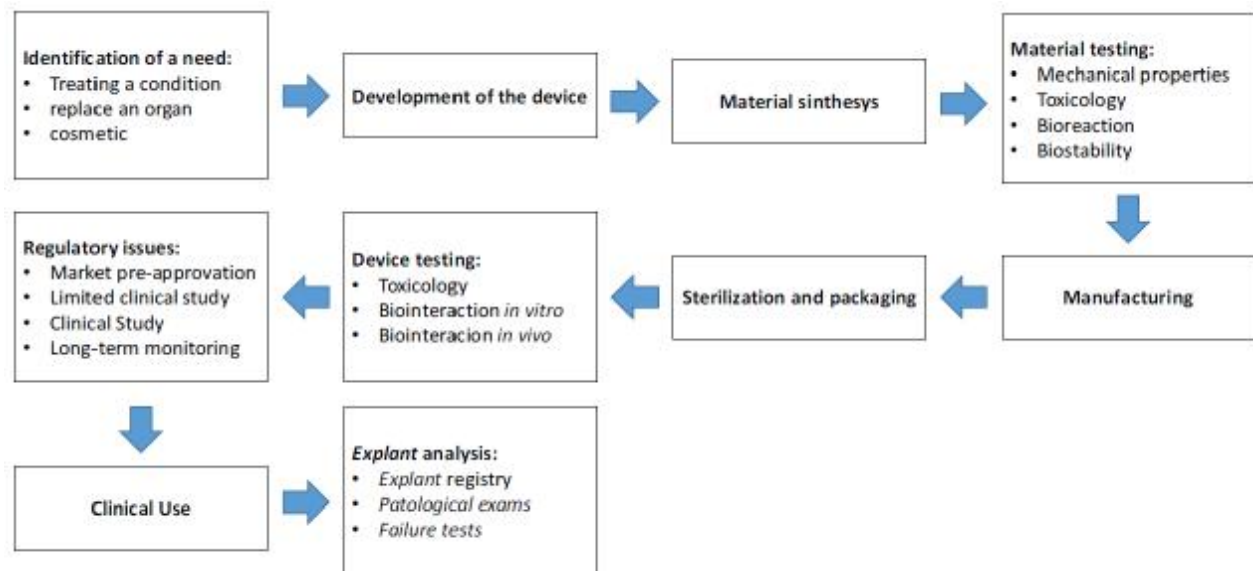 Identification of a need:
• Treating a condition
• replace an organ
• cosmetic
Development of the device
Material sinthesys
Material testing:
• Mechanical properties
• Toxicology
• Bioreaction
• Biostability
Manufacturing
Sterilization and packaging
Device testing:
• Toxicology
• Biointeraction in vitro
• Biointeracion in vivo
Regulatory issues:
• Market pre-approvation
• Limited clinical study
• Clinical Study
• Long-term monitoring
Clinical Use
Explant analysis:
• Explant registry
• Patological exams
• Failure tests